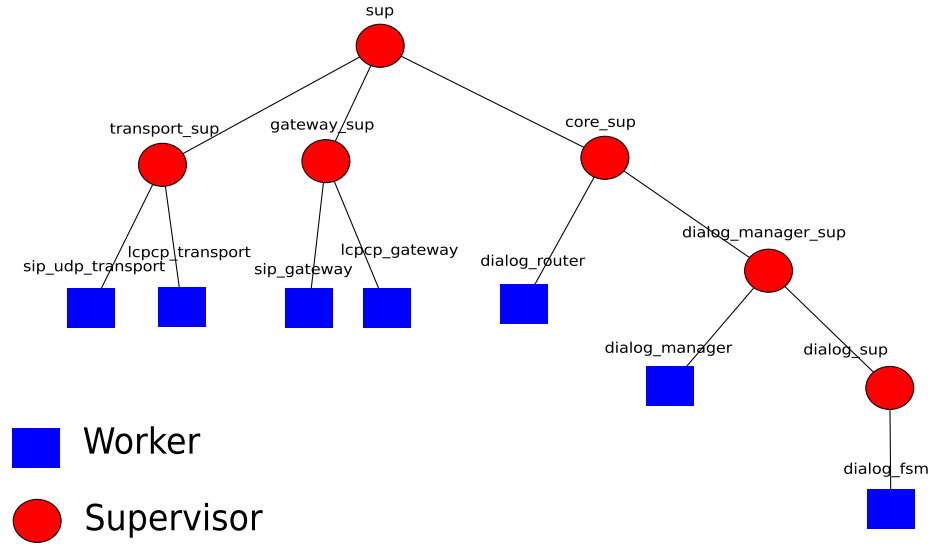 sup
transport_sup
gateway_sup
core_sup
dialog_manager_sup
lcpcp_transport
lcpcp_gateway
sip_udp_transport
sip_gateway
dialog_router
dialog_manager
dialog_sup
Worker
dialog_fsm
Supervisor